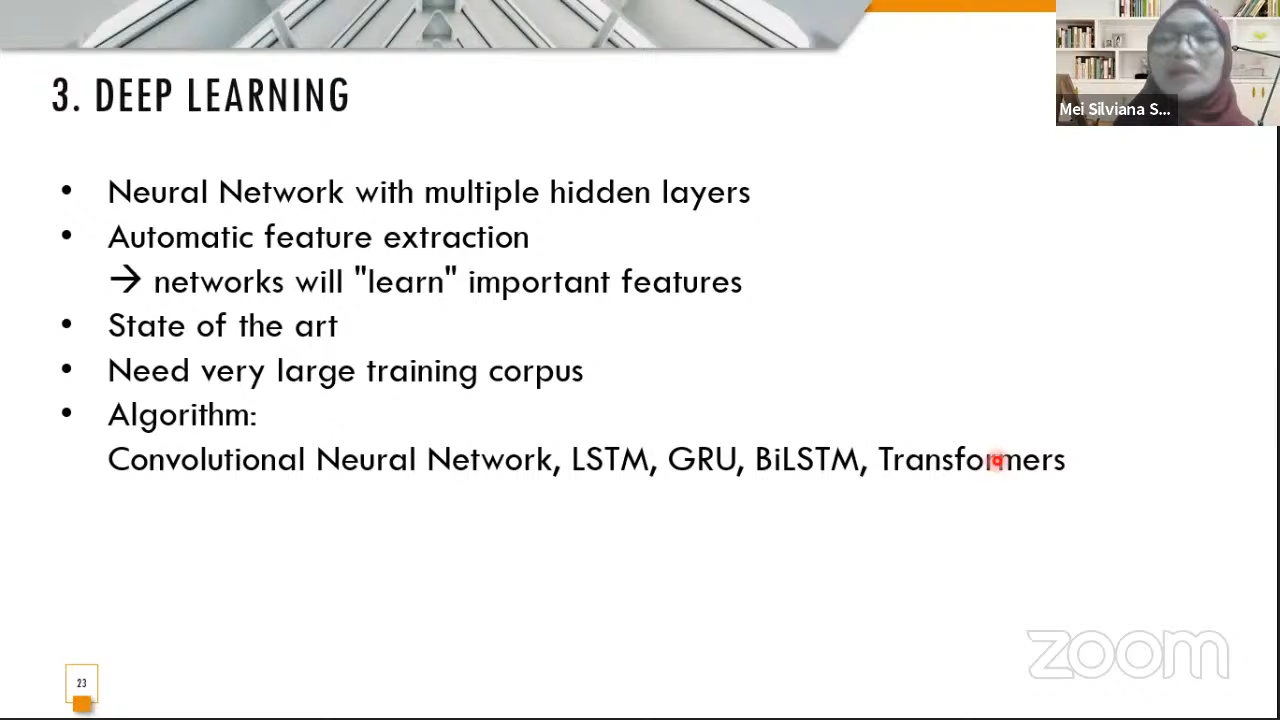 3. DEEP LEARNING
Mei Silviana S...
• Neural Network with multiple hidden layers
• Automatic feature extraction
→ networks will "learn" important features
• State of the art
• Need very large training corpus
• Algorithm:
Convolutional Neural Network, LSTM, GRU, BiLSTM, Transformers
zoom
23